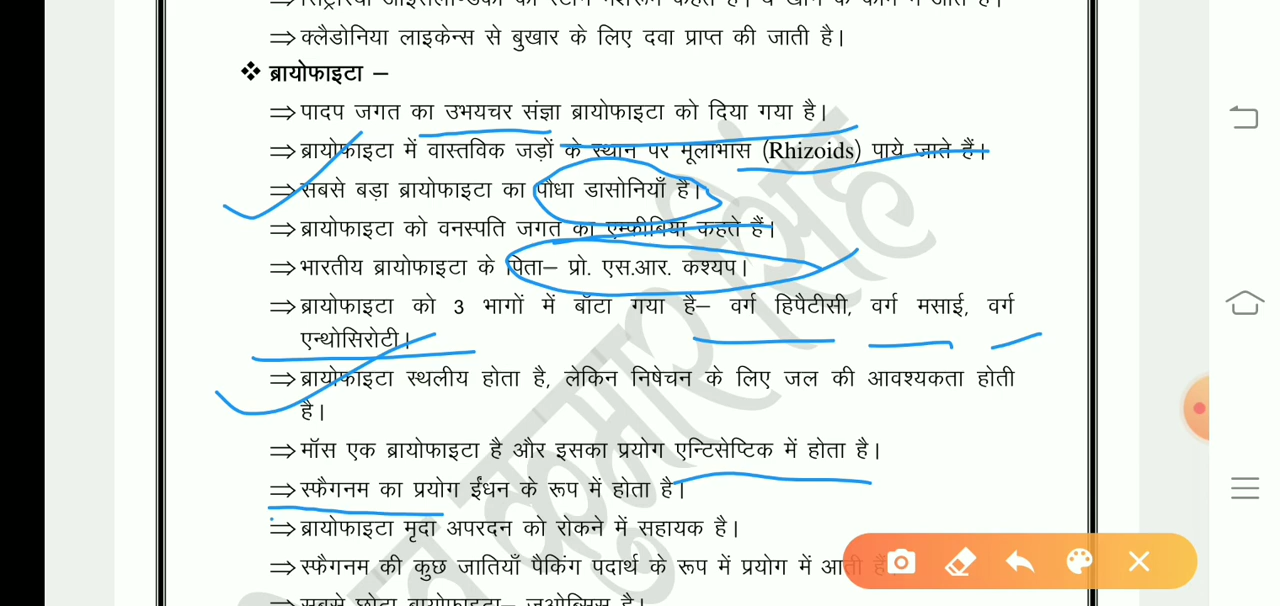 ⇒ क्लैडोनिया लाइकेन्स से बुखार के लिए दवा प्राप्त की जाती है।
❖ ब्रायोफाइटा –
⇒ पादप जगत का उभयचर संज्ञा ब्रायोफाइटा को दिया गया है।
⇒ ब्रायोफाइटा में वास्तविक जड़ों के स्थान पर मूलाभास (Rhizoids) पाये जाते हैं।
⇒ सबसे बड़ा ब्रायोफाइटा का पौधा डासोनियाँ है।
⇒ ब्रायोफाइटा को वनस्पति जगत का एम्फीबिया कहते हैं।
⇒ भारतीय ब्रायोफाइटा के पिता– प्रो. एस.आर. कश्यप।
⇒ ब्रायोफाइटा को 3 भागों में बाँटा गया है– वर्ग हिपैटीसी, वर्ग मसाई, वर्ग
एन्थोसिरोटी।
⇒ ब्रायोफाइटा स्थलीय होता है, लेकिन निषेचन के लिए जल की आवश्यकता होती
है।
⇒ मॉस एक ब्रायोफाइटा है और इसका प्रयोग एन्टिसेप्टिक में होता है।
⇒ स्फैगनम का प्रयोग ईंधन के रूप में होता है।
⇒ ब्रायोफाइटा मृदा अपरदन को रोकने में सहायक है।
⇒ स्फैगनम की कुछ जातियाँ पैकिंग पदार्थ के रूप में प्रयोग में आती हैं।
कुमार सिंह